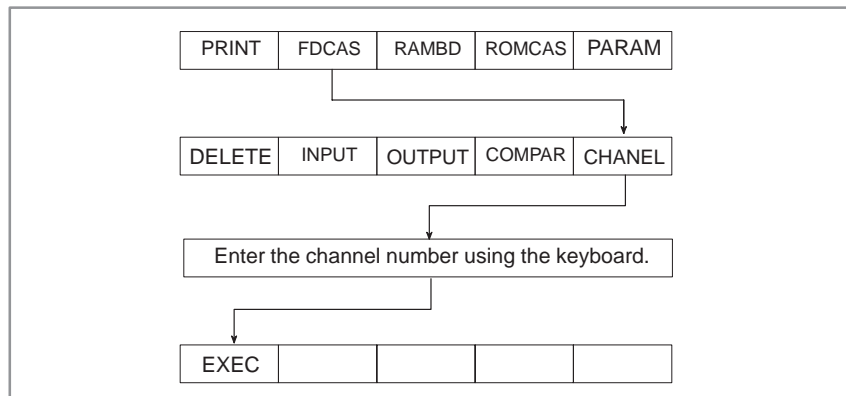 PRINT FDCAS RAMBD ROMCAS PARAM
DELETE INPUT OUTPUT COMPAR CHANEL
Enter the channel number using the keyboard.
EXEC